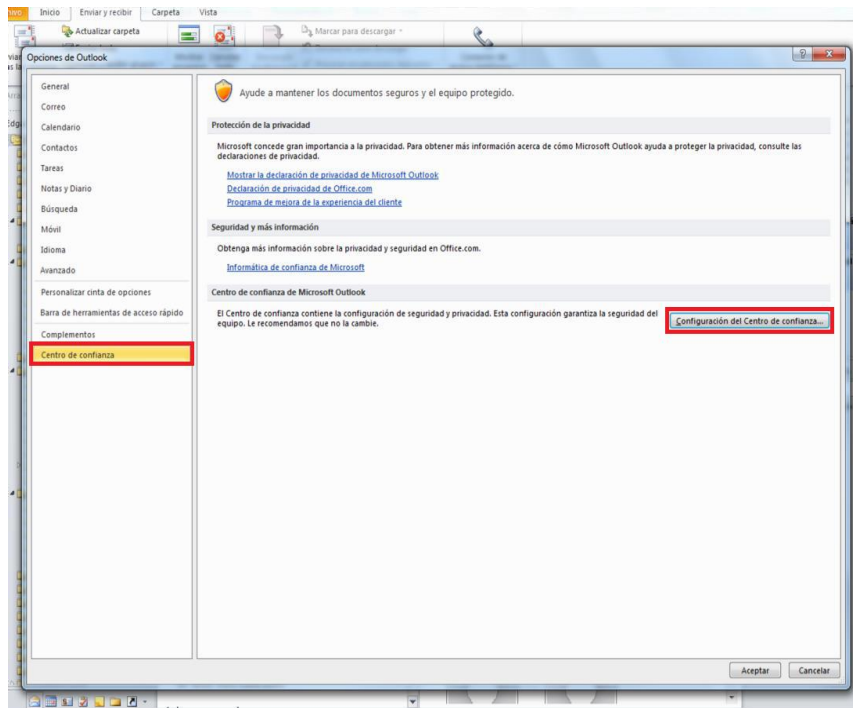 Inicio Enviar y recibir Carpeta Vista
Actualizar carpeta
Marcar para descargar
Opciones de Outlook
General
Correo
Calendario
Contactos
Tareas
Notas y Diario
Búsqueda
Móvil
Idioma
Avanzado
Personalizar cinta de opciones
Barra de herramientas de acceso rápido
Complementos
Centro de confianza
Ayude a mantener los documentos seguros y el equipo protegido.
Protección de la privacidad
Microsoft concede gran importancia a la privacidad. Para obtener más información acerca de cómo Microsoft Outlook ayuda a proteger la privacidad, consulte las
declaraciones de privacidad.
Mostrar la declaración de privacidad de Microsoft Outlook
Declaración de privacidad de Office.com
Programa de mejora de la experiencia del cliente
Seguridad y más información
Obtenga más información sobre la privacidad y seguridad en Office.com.
Informática de confianza de Microsoft
Centro de confianza de Microsoft Outlook
El Centro de confianza contiene la configuración de seguridad y privacidad. Esta configuración garantiza la seguridad del
equipo. Le recomendamos que no la cambie.
Configuración del Centro de confianza...
Aceptar Cancelar